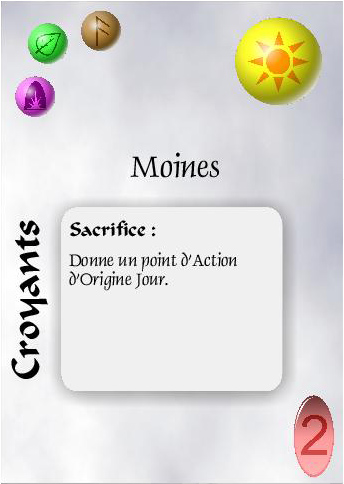 Moines
Croyants
Sacrifice :
Donne un point d'Action
d'Origine Jour.
2